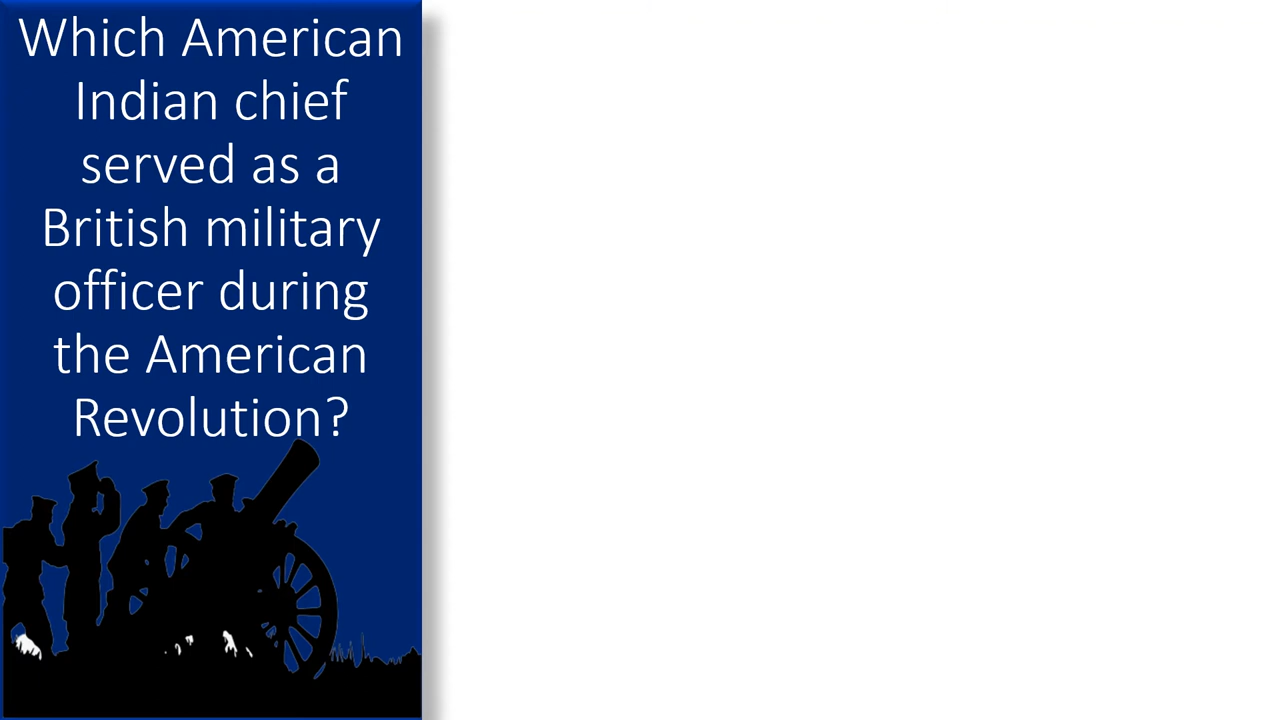 Which American
Indian chief
served as a
British military
officer during
the American
Revolution?